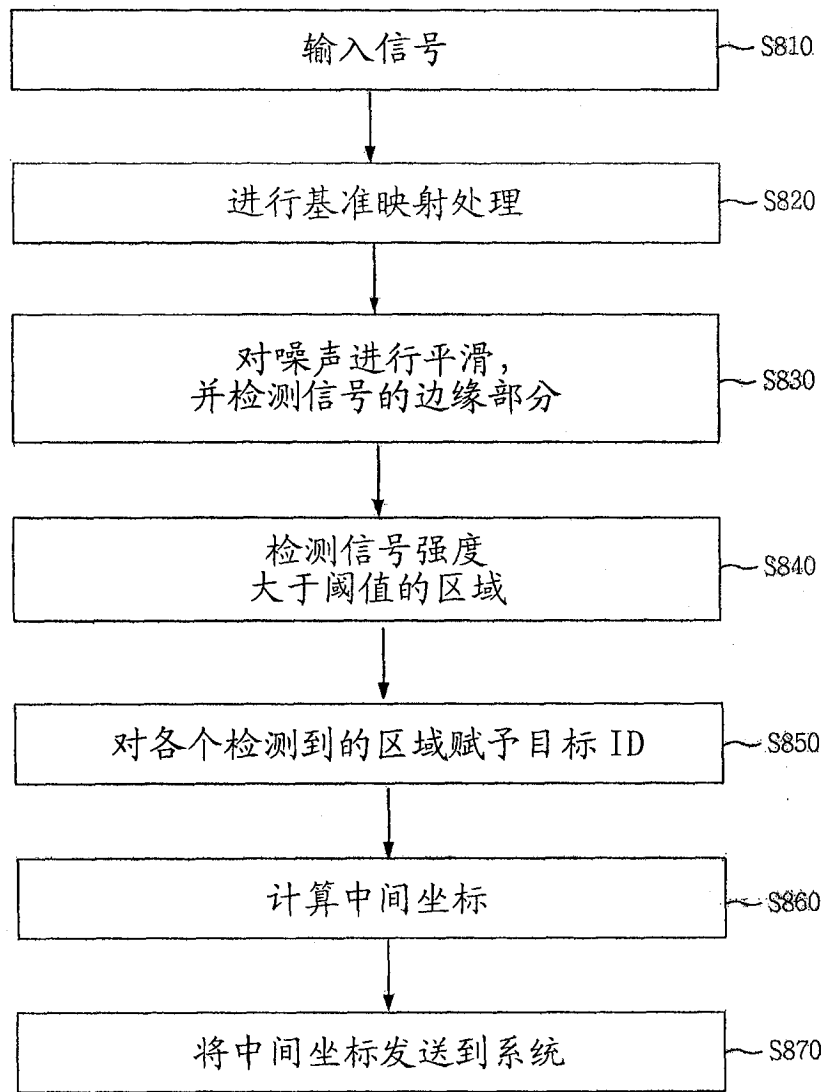 输入信号
S810
进行基准映射处理
S820
对噪声进行平滑，
并检测信号的边缘部分
S830
检测信号强度
大于阈值的区域
S840
对各个检测到的区域赋予目标 ID
S850
计算中间坐标
S860
将中间坐标发送到系统
S870